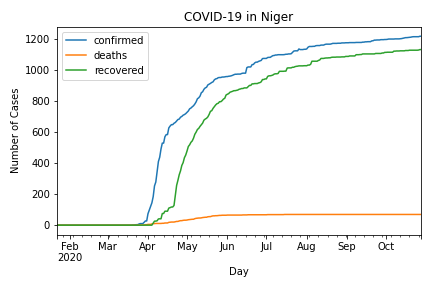 COVID-19 in Niger
confirmed
deaths
recovered
Number of Cases
1200
1000
800
600
400
200
0
Feb Mar Apr May Jun Jul Aug Sep Oct
2020
Day